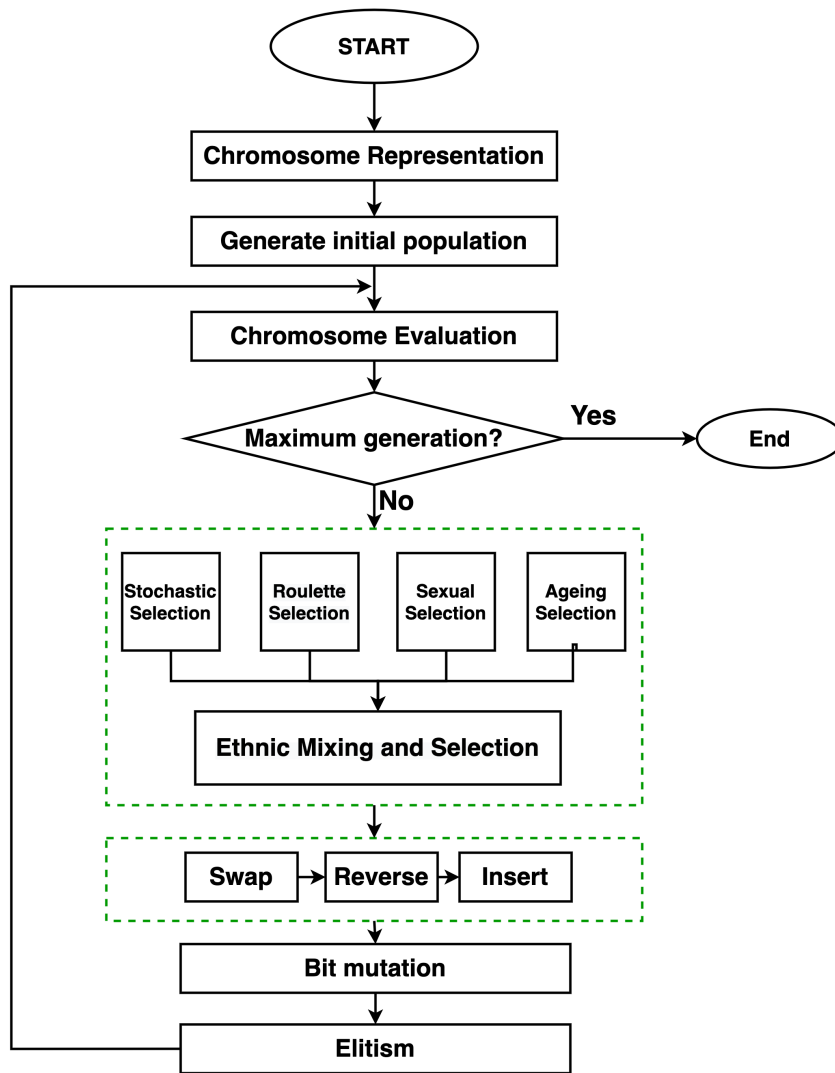 START
Chromosome Representation
Generate initial population
Chromosome Evaluation
Maximum generation?
Yes
End
No
Stochastic
Selection
Roulette
Selection
Sexual
Selection
Ageing
Selection
Ethnic Mixing and Selection
Swap
Reverse
Insert
Bit mutation
Elitism